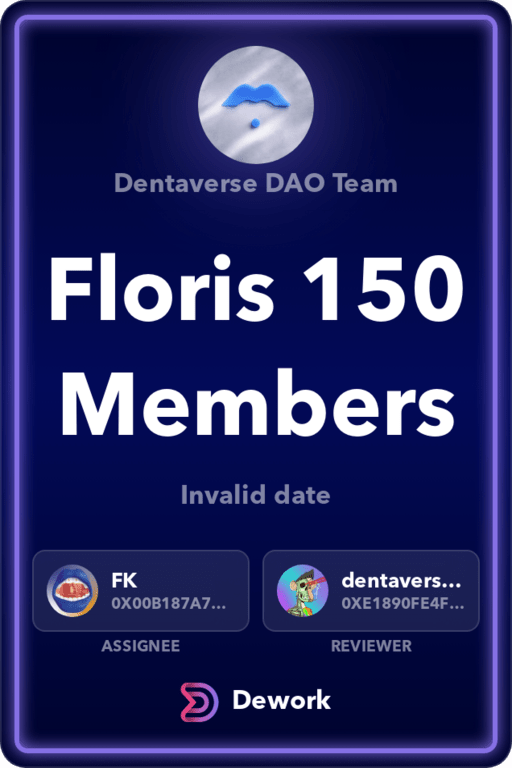 Dentaverse DAO Team
Floris 150
Members
Invalid date
FK
0X00B187A7...
ASSIGNEE
dentavers...
0XE1890FE4F...
REVIEWER
Dework